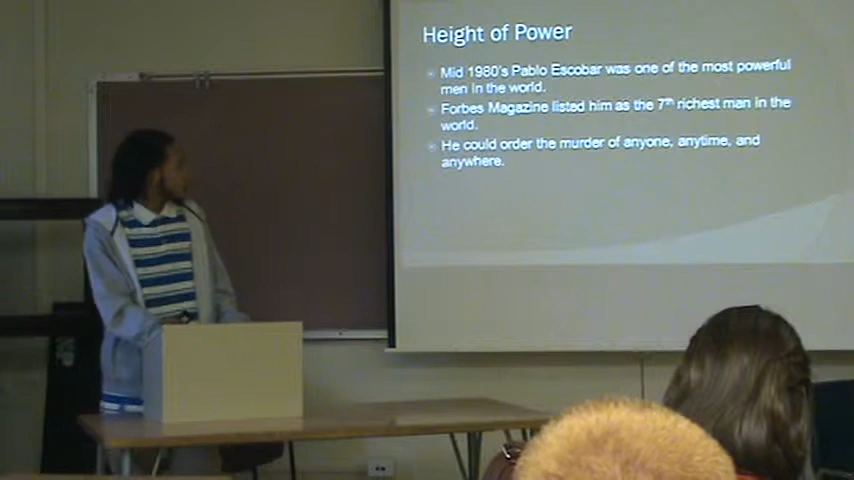 Height of Power
Mid 1980's Pablo Escobar was one of the most powerful
men in the world.
Forbes Magazine listed him as the 7th richest man in the
world.
He could order the murder of anyone, anytime, and
anywhere.